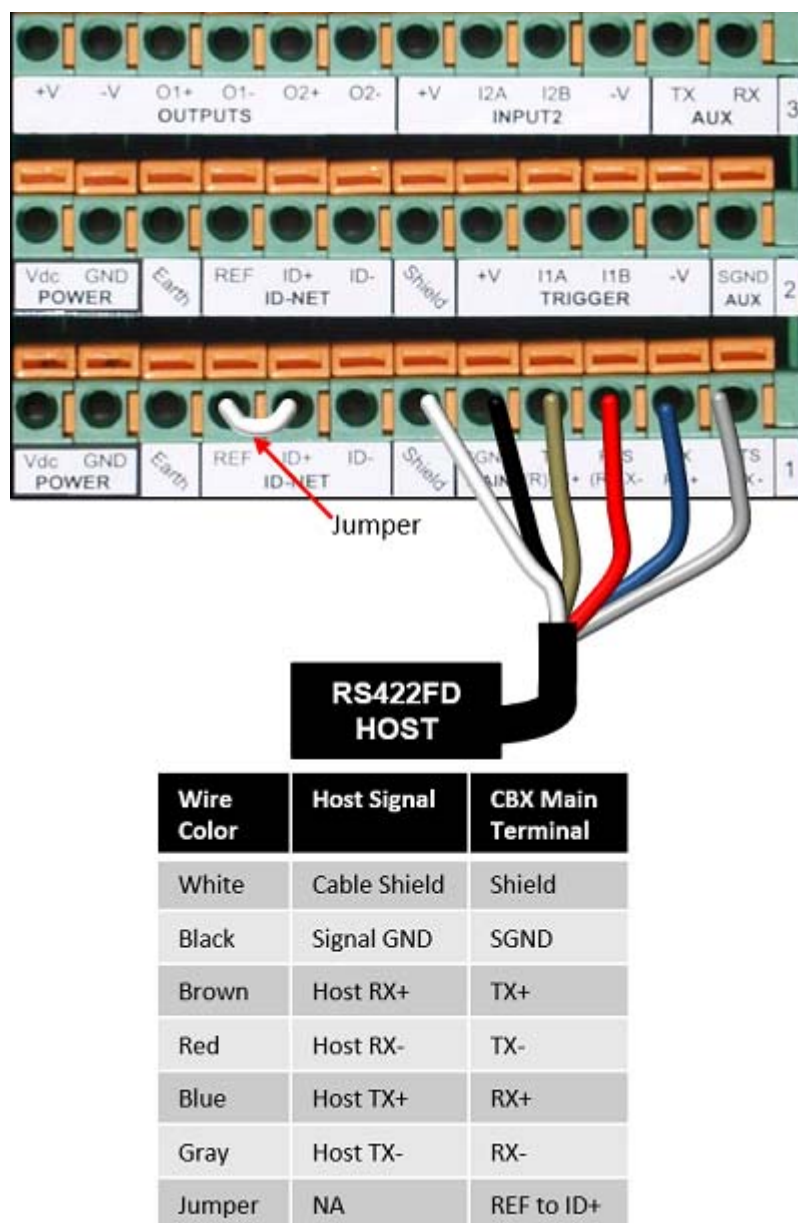 +V -V O1+ O1- O2+ O2- +V I2A I2B -V TX RX
OUTPUTS INPUT2 AUX 3
Vdc GND Earth REF ID+ ID- Shield +V I1A I1B -V SGND
POWER ID-NET TRIGGER AUX 2
Vdc GND Earth REF ID+ ID- Shield
POWER ID-NET 1
Jumper
RS422FD
HOST
Wire Color Host Signal CBX Main Terminal
White Cable Shield Shield
Black Signal GND SGND
Brown Host RX+ TX+
Red Host RX- TX-
Blue Host TX+ RX+
Gray Host TX- RX-
Jumper NA REF to ID+